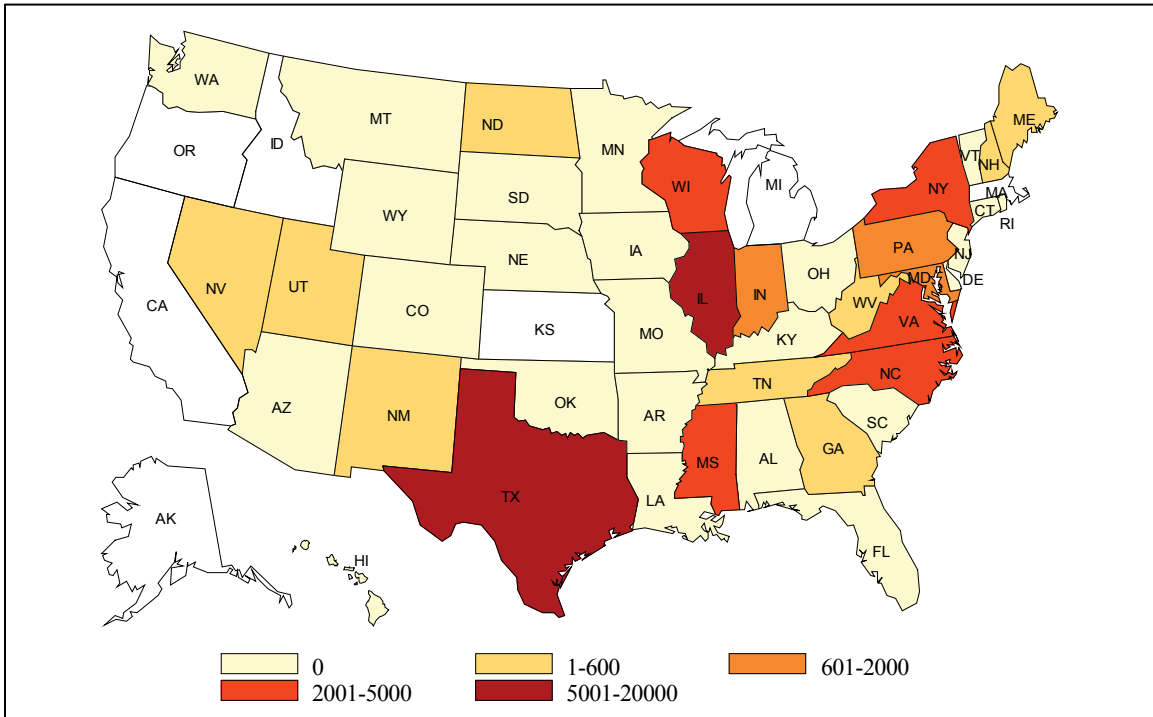 WA
MT
ND
MN
ME
VT
NH
OR
ID
WY
SD
WI
MI
NY
MA
CT
RI
NV
UT
CO
NE
IA
IL
IN
OH
PA
NJ
MD
DE
WV
VA
CA
KS
MO
KY
AZ
NM
OK
AR
TN
NC
SC
TX
LA
MS
AL
GA
FL
AK
HI
0
1-600
601-2000
2001-5000
5001-20000